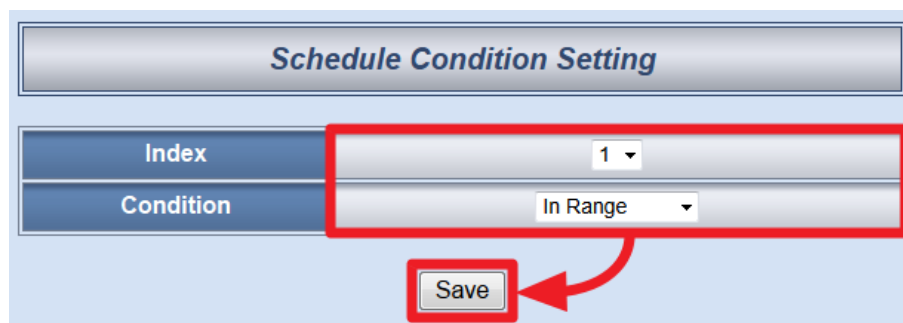 Schedule Condition Setting
Index 1
Condition In Range
Save